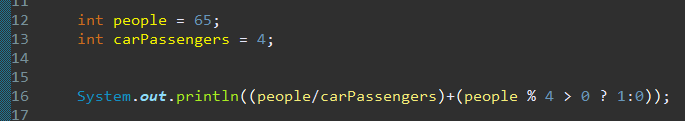 11
12 int people = 65;
13 int carPassengers = 4;
14
15
16 System.out.println((people/carPassengers)+(people % 4 > 0 ? 1:0));
17